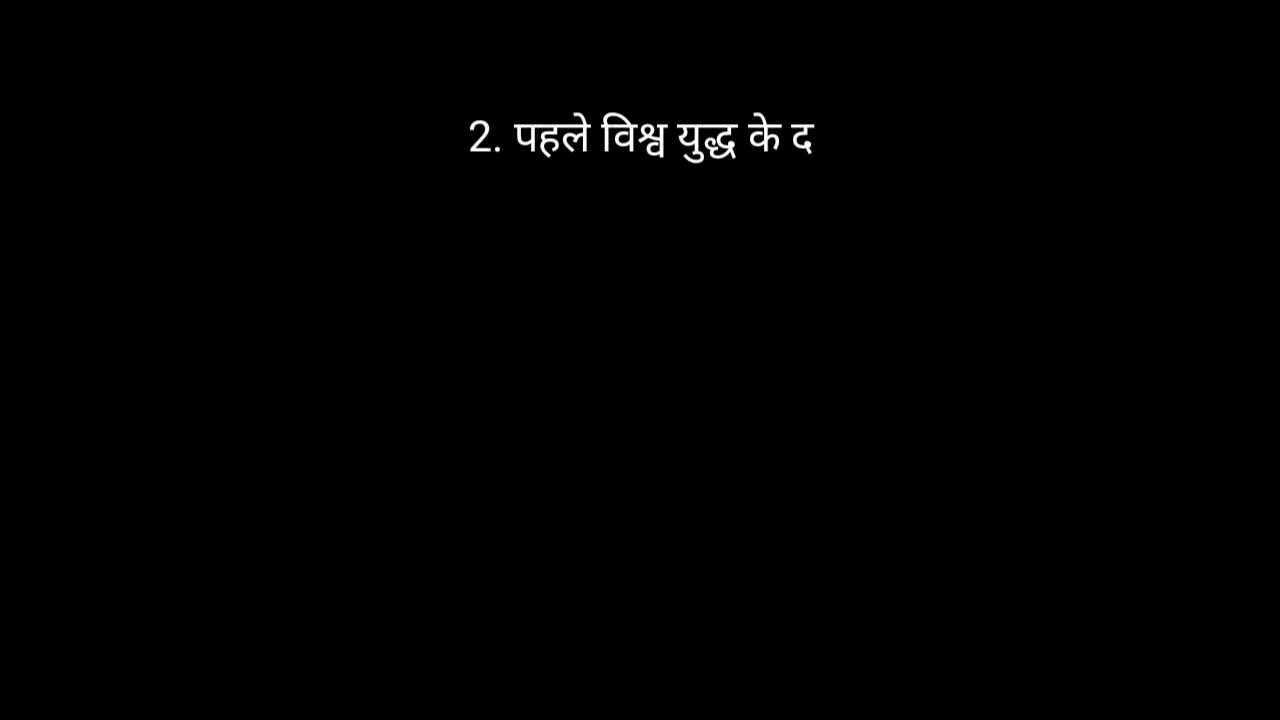 2. पहले विश्व युद्ध के द